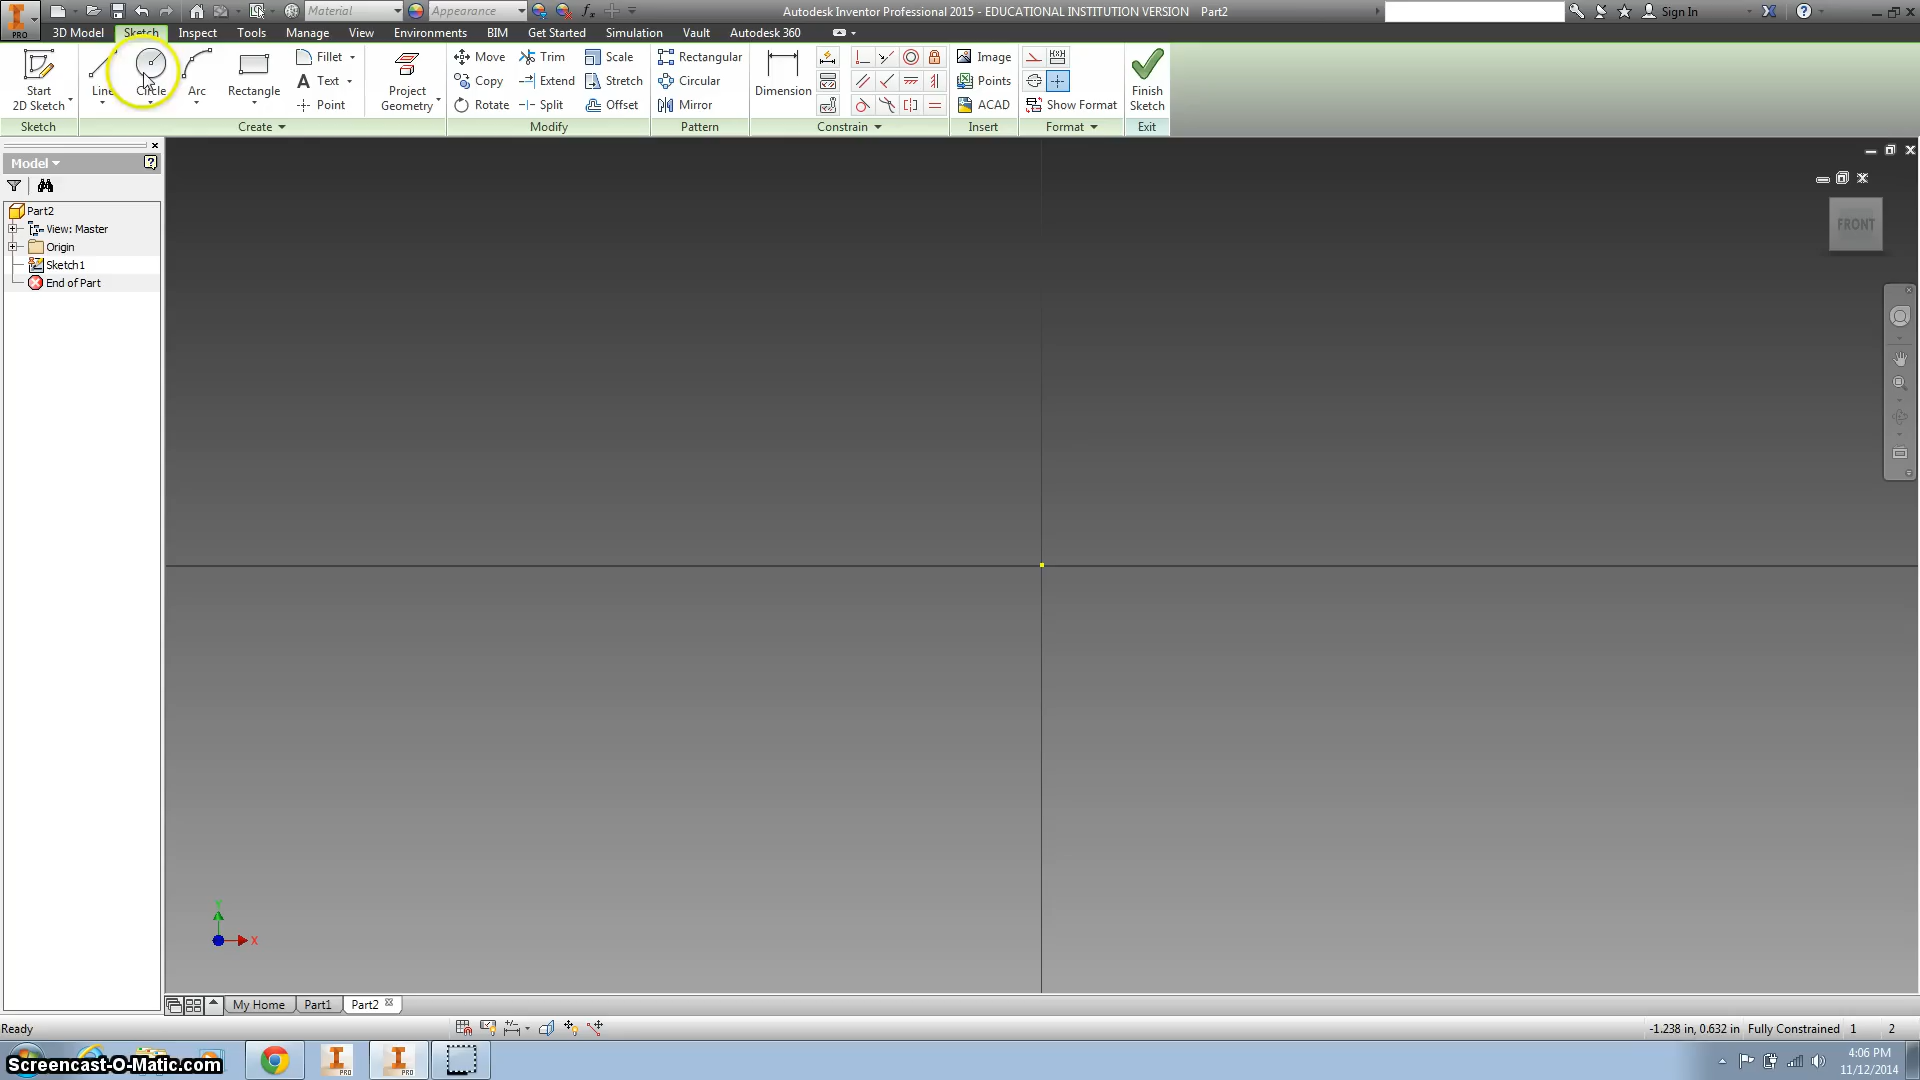 Material
Appearance
Autodesk Inventor Professional 2015 - EDUCATIONAL INSTITUTION VERSION Part2
Sign In
PRO
3D Model Sketch Inspect Tools Manage View Environments BIM Get Started Simulation Vault Autodesk 360
Start
2D Sketch
Line
Circle
Arc
Rectangle
Fillet
Text
Point
Project
Geometry
Move
Copy
Rotate
Trim
Extend
Split
Scale
Stretch
Offset
Rectangular
Circular
Mirror
Dimension
Image
Points
ACAD
Show Format
Finish
Sketch
Sketch Create Modify Pattern Constrain Insert Format Exit
Model
Part2
View: Master
Origin
Sketch1
End of Part
FRONT
Y
X
My Home Part1 Part2
Ready
-1.238 in, 0.632 in Fully Constrained 1 2
PRO
PRO
Screencast-O-Matic.com
4:06 PM
11/12/2014